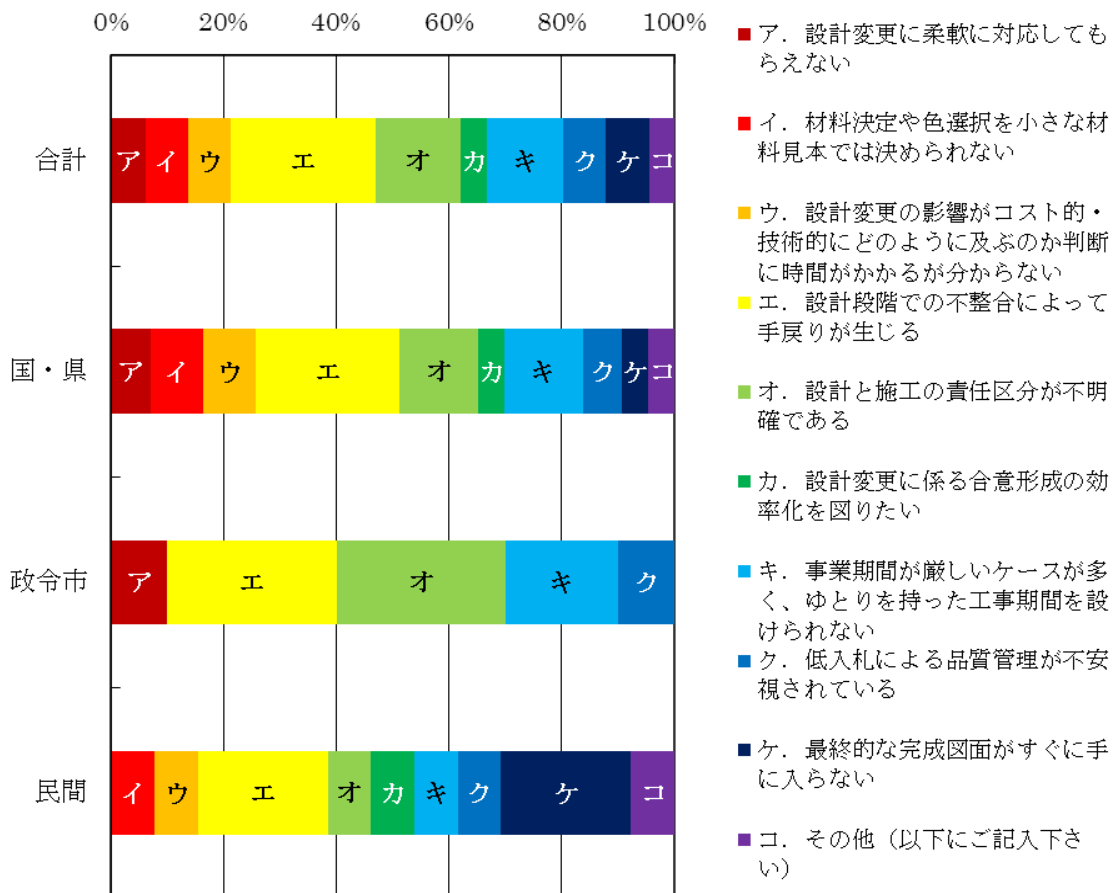 0% 20% 40% 60% 80% 100%
合計
ア イ ウ エ オ カ キ ク ケ コ
国・県
ア イ ウ エ オ カ キ ク ケ コ
政令市
ア エ オ キ ク
民間
イ ウ エ オ カ キ ク ケ コ
ア．設計変更に柔軟に対応しても
らえない
イ．材料決定や色選択を小さな材
料見本では決められない
ウ．設計変更の影響がコスト的・
技術的にどのように及ぶのか判断
に時間がかかるが分からない
エ．設計段階での不整合によって
手戻りが生じる
オ．設計と施工の責任区分が不明
確である
カ．設計変更に係る合意形成の効
率化を図りたい
キ．事業期間が厳しいケースが多
く、ゆとりを持った工事期間を設
けられない
ク．低入札による品質管理が不安
視されている
ケ．最終的な完成図面がすぐに手
に入らない
コ．その他（以下にご記入下さ
い）